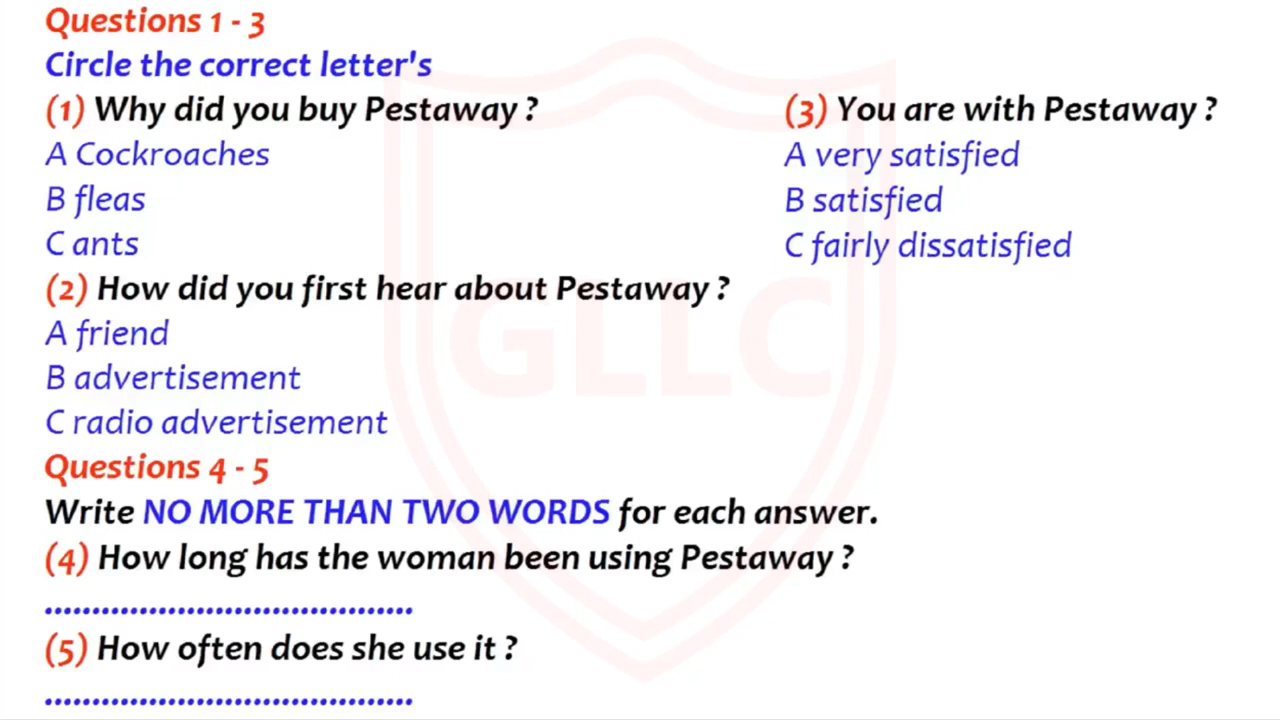 Questions 1 - 3
Circle the correct letter's
(1) Why did you buy Pestaway ?
A Cockroaches
B fleas
C ants
(2) How did you first hear about Pestaway ?
A friend
B advertisement
C radio advertisement
(3) You are with Pestaway ?
A very satisfied
B satisfied
C fairly dissatisfied
Questions 4 - 5
Write NO MORE THAN TWO WORDS for each answer.
(4) How long has the woman been using Pestaway ?
.......................................
(5) How often does she use it ?
.......................................
GLLC